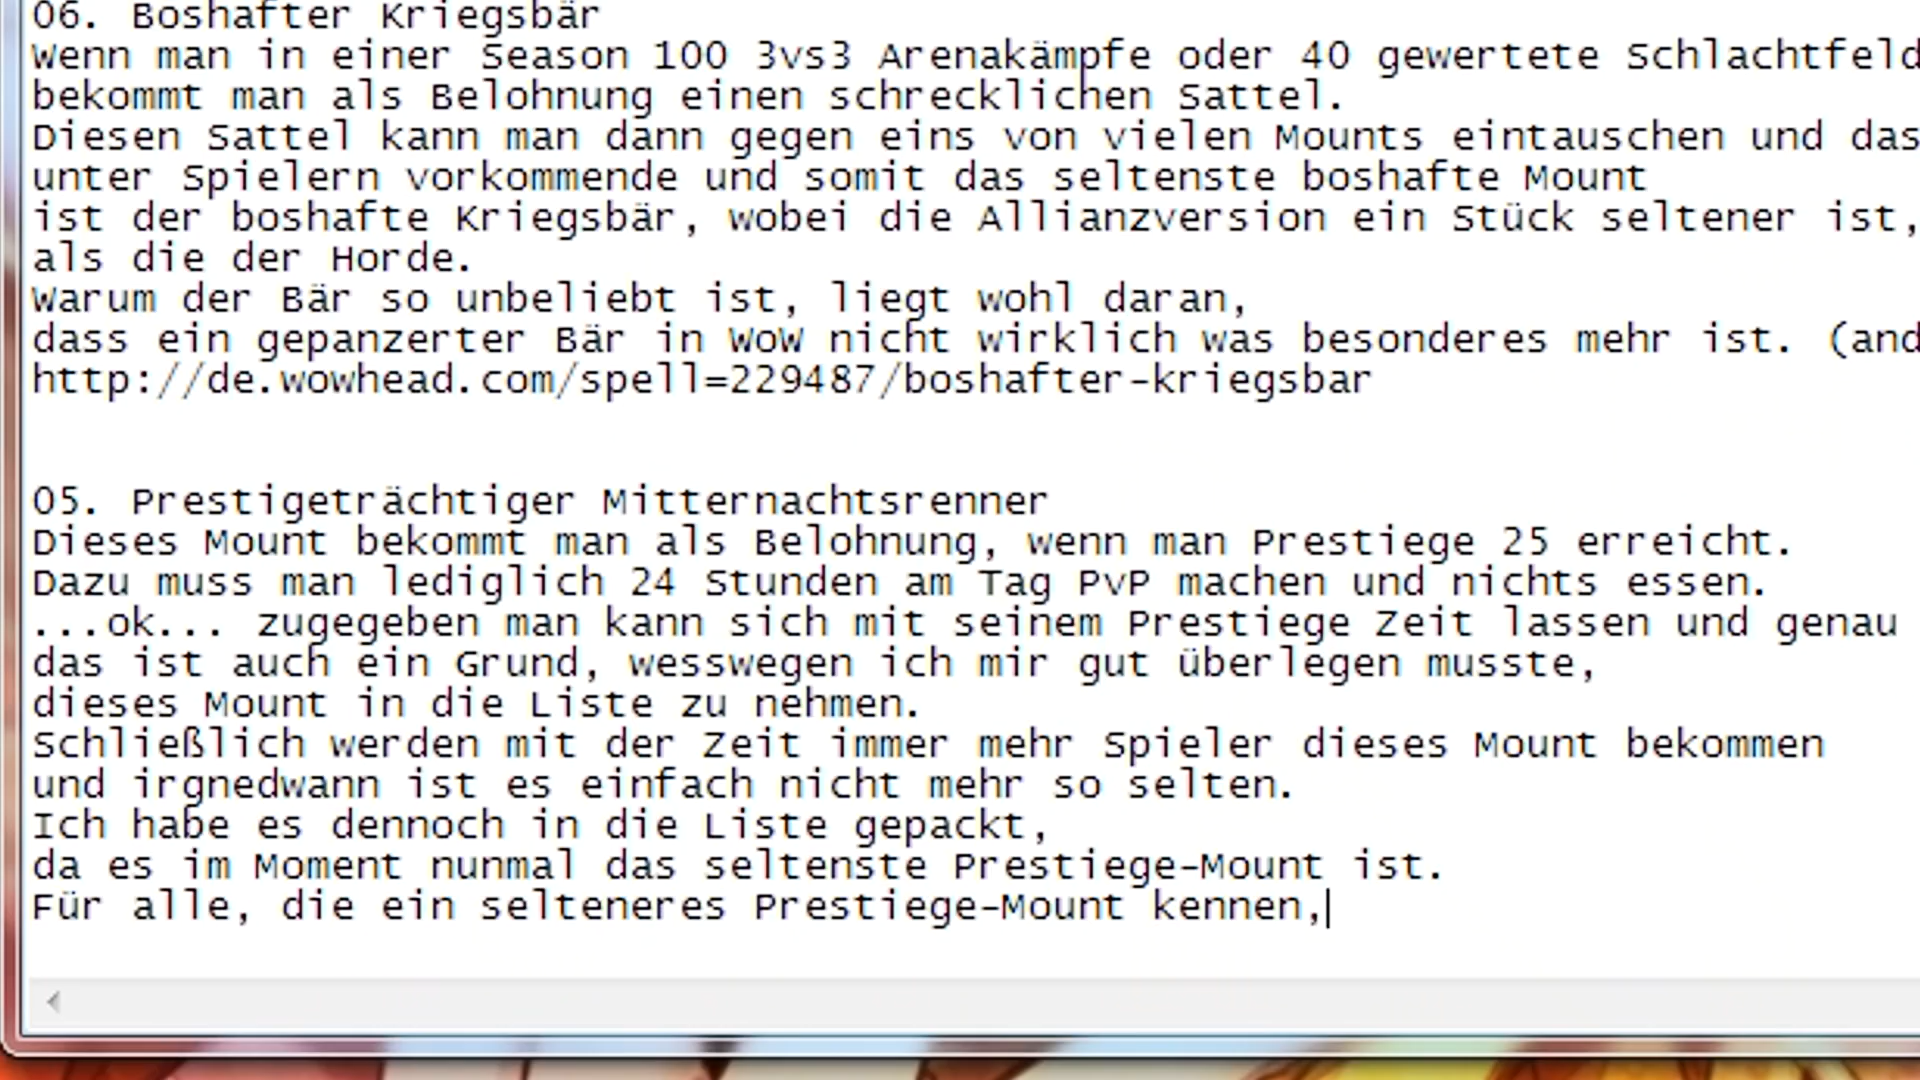 06. Boshafter Kriegsbär
Wenn man in einer Season 100 3vs3 Arenakämpfe oder 40 gewertete Schlachtfeld
bekommt man als Belohnung einen schrecklichen Sattel.
Diesen Sattel kann man dann gegen eins von vielen Mounts eintauschen und das
unter Spielern vorkommende und somit das seltenste boshafte Mount
ist der boshafte Kriegsbär, wobei die Allianzversion ein Stück seltener ist,
als die der Horde.
Warum der Bär so unbeliebt ist, liegt wohl daran,
dass ein gepanzerter Bär in WoW nicht wirklich was besonderes mehr ist. (and
http://de.wowhead.com/spell=229487/boshafter-kriegsbar
05. Prestigeträchtiger Mitternachtsrenner
Dieses Mount bekommt man als Belohnung, wenn man Prestiege 25 erreicht.
Dazu muss man lediglich 24 Stunden am Tag PvP machen und nichts essen.
...ok... zugegeben man kann sich mit seinem Prestiege Zeit lassen und genau
das ist auch ein Grund, wesswegen ich mir gut überlegen musste,
dieses Mount in die Liste zu nehmen.
Schließlich werden mit der Zeit immer mehr Spieler dieses Mount bekommen
und irgnedwann ist es einfach nicht mehr so selten.
Ich habe es dennoch in die Liste gepackt,
da es im Moment nunmal das seltenste Prestiege-Mount ist.
Für alle, die ein selteneres Prestiege-Mount kennen,